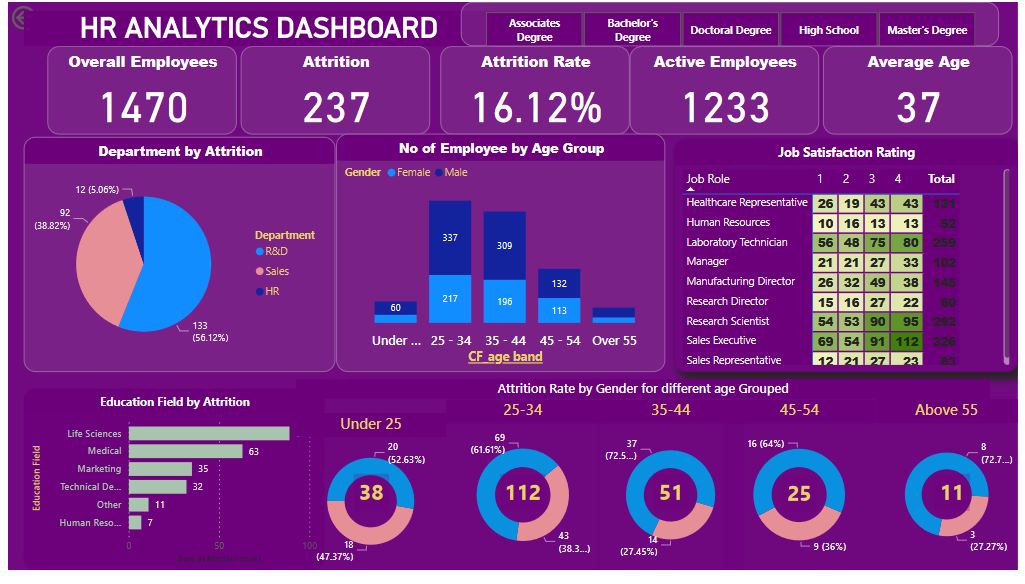 HR ANALYTICS DASHBOARD
Associates Degree
Bachelor's Degree
Doctoral Degree
High School
Master's Degree
Overall Employees
1470
Attrition
237
Attrition Rate
16.12%
Active Employees
1233
Average Age
37
Department by Attrition
12 (5.06%)
92
(38.82%)
133
(56.12%)
Department
R&D
Sales
HR
No of Employee by Age Group
Gender Female Male
60
337
217
309
196
132
113
Under ... 25 - 34 35 - 44 45 - 54 Over 55
CF_age band
Job Satisfaction Rating
Job Role 1 2 3 4 Total
Healthcare Representative 26 19 43 43 131
Human Resources 10 16 13 13 52
Laboratory Technician 56 48 75 80 259
Manager 21 21 27 33 102
Manufacturing Director 26 32 49 38 145
Research Director 15 16 27 22 80
Research Scientist 54 53 90 95 292
Sales Executive 69 54 91 112 326
Sales Representative 12 21 27 23 83
Education Field by Attrition
Education Field
Life Sciences
Medical 63
Marketing 35
Technical De... 32
Other 11
Human Reso... 7
0 50 100
Attrition Rate by Gender for different age Grouped
Under 25
20
(52.63%)
38
18
(47.37%)
25-34
69
(61.61%)
112
43
(38.3...)
35-44
37
(72.5...)
51
14
(27.45%)
45-54
16 (64%)
25
9 (36%)
Above 55
8
(72.7...)
11
3
(27.27%)